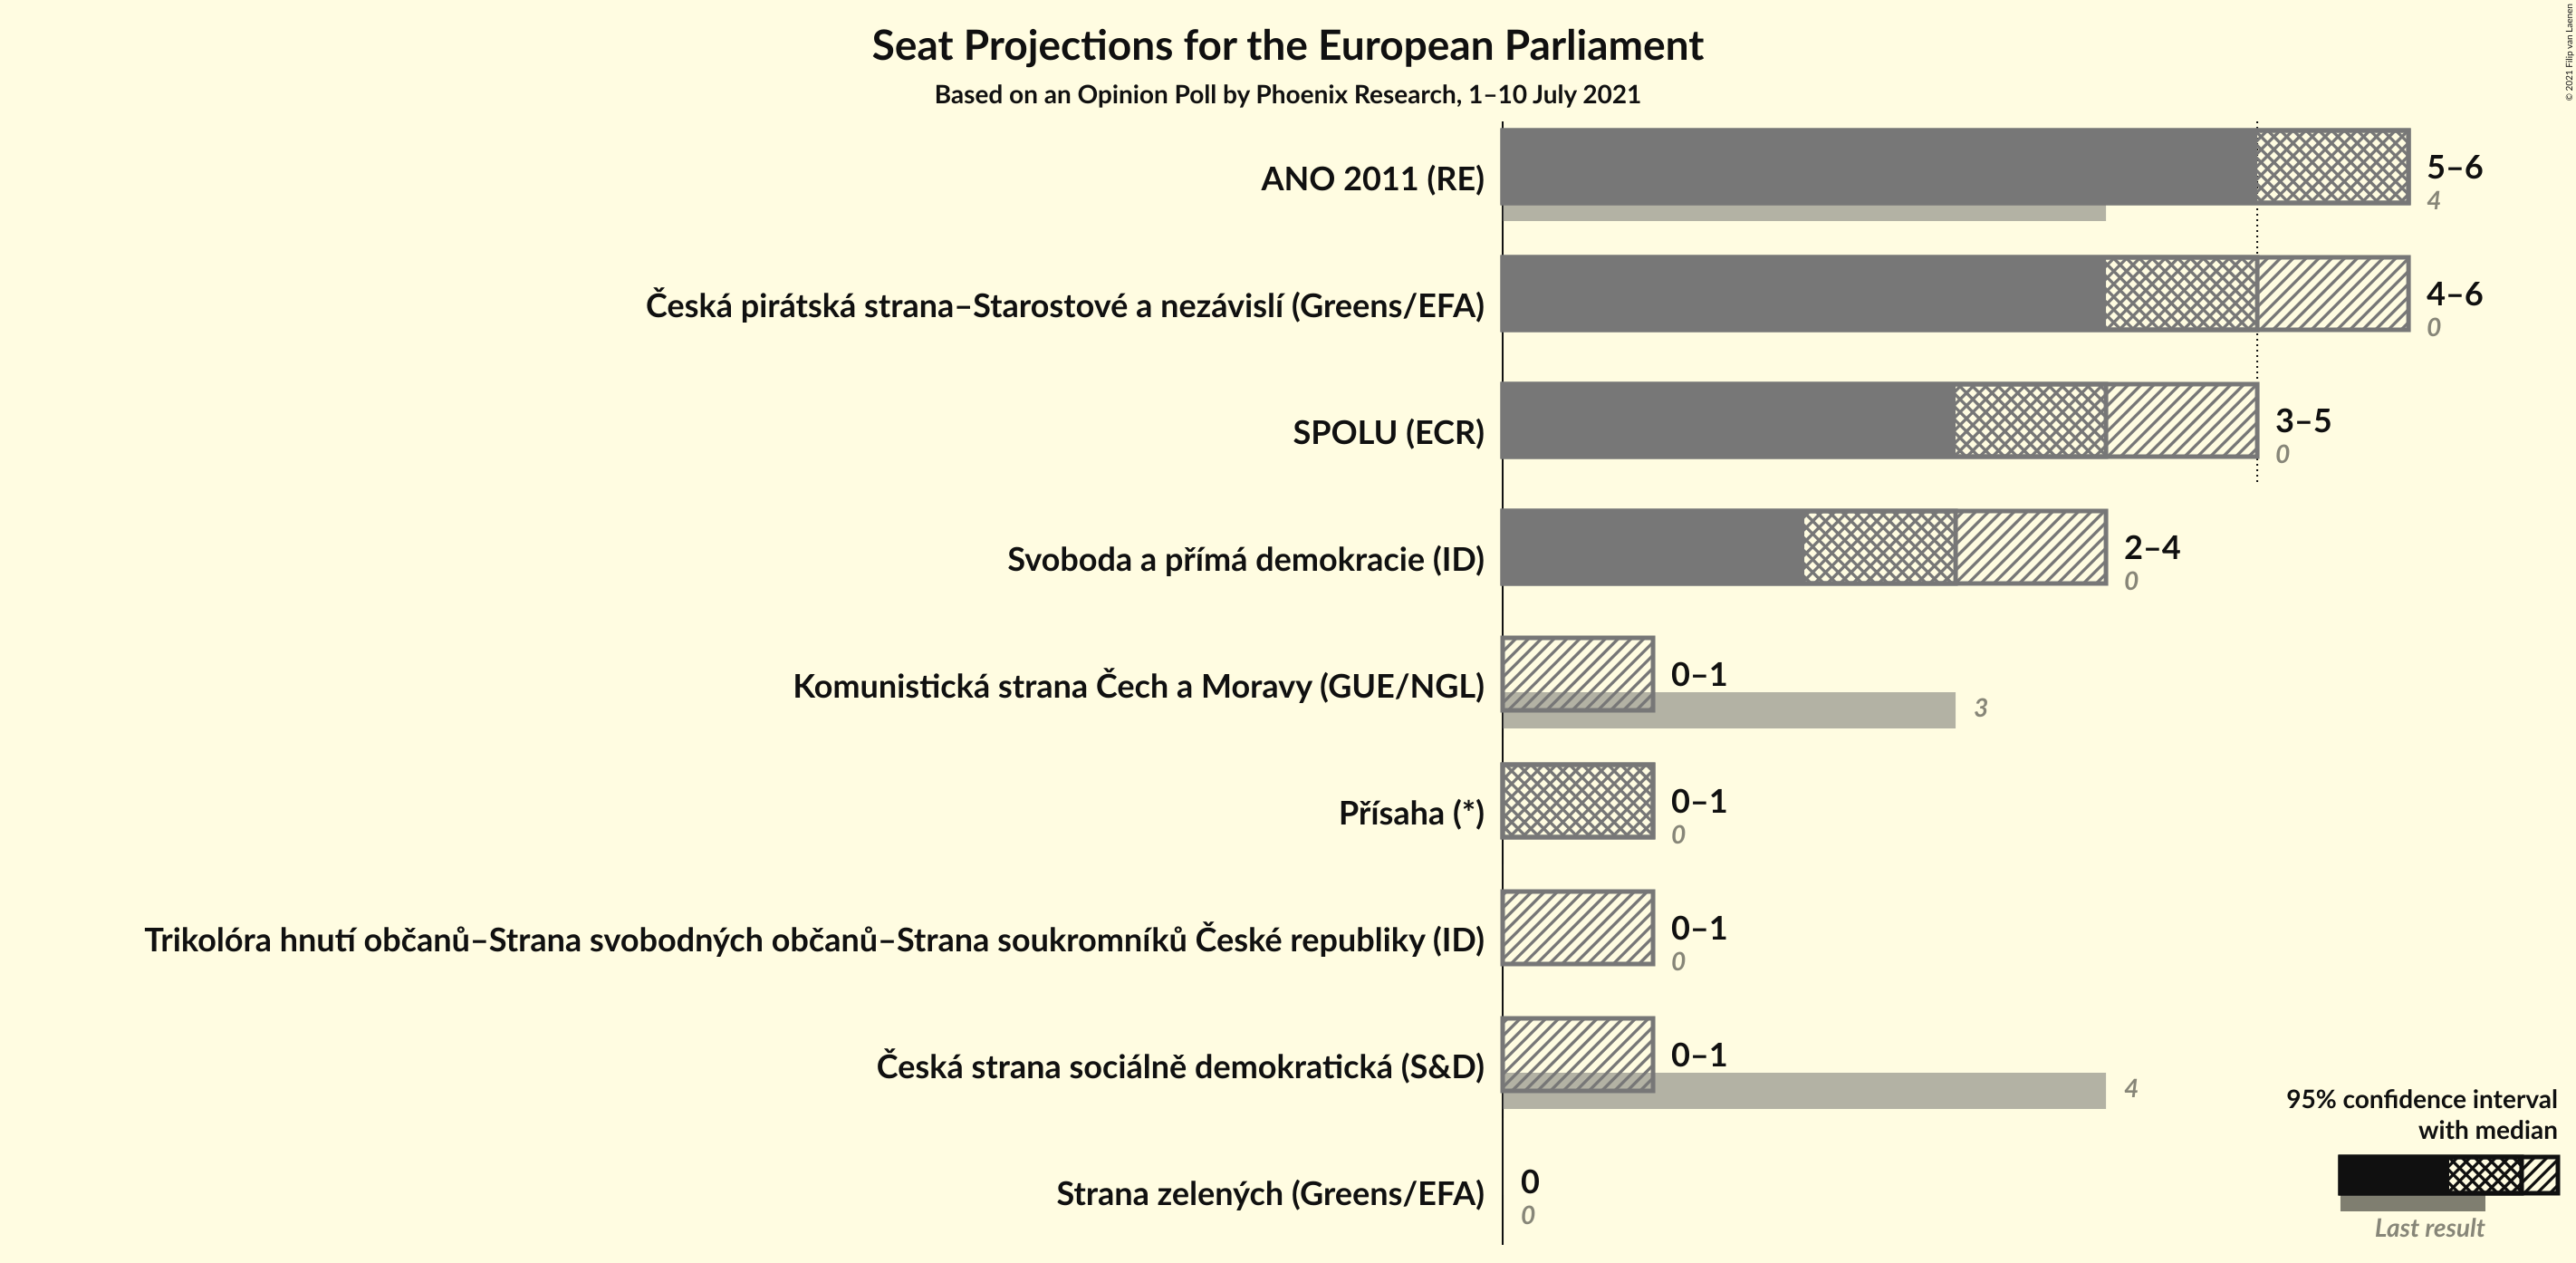 Seat Projections for the European Parliament
Based on an Opinion Poll by Phoenix Research, 1–10 July 2021
© 2021 Filip van Laenen
ANO 2011 (RE)
5–6
4
Česká pirátská strana–Starostové a nezávislí (Greens/EFA)
4–6
0
SPOLU (ECR)
3–5
0
Svoboda a přímá demokracie (ID)
2–4
0
Komunistická strana Čech a Moravy (GUE/NGL)
0–1
3
Přísaha (*)
0–1
0
Trikolóra hnutí občanů–Strana svobodných občanů–Strana soukromníků České republiky (ID)
0–1
0
Česká strana sociálně demokratická (S&D)
0–1
4
Strana zelených (Greens/EFA)
0
0
95% confidence interval
with median
Last result